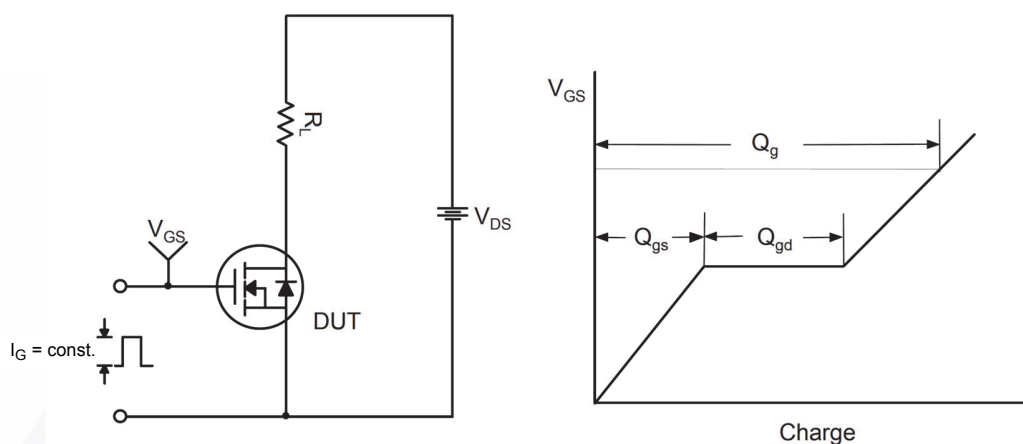 R_L
V_DS
V_GS
DUT
I_G = const.
V_GS
Q_g
Q_gs
Q_gd
Charge